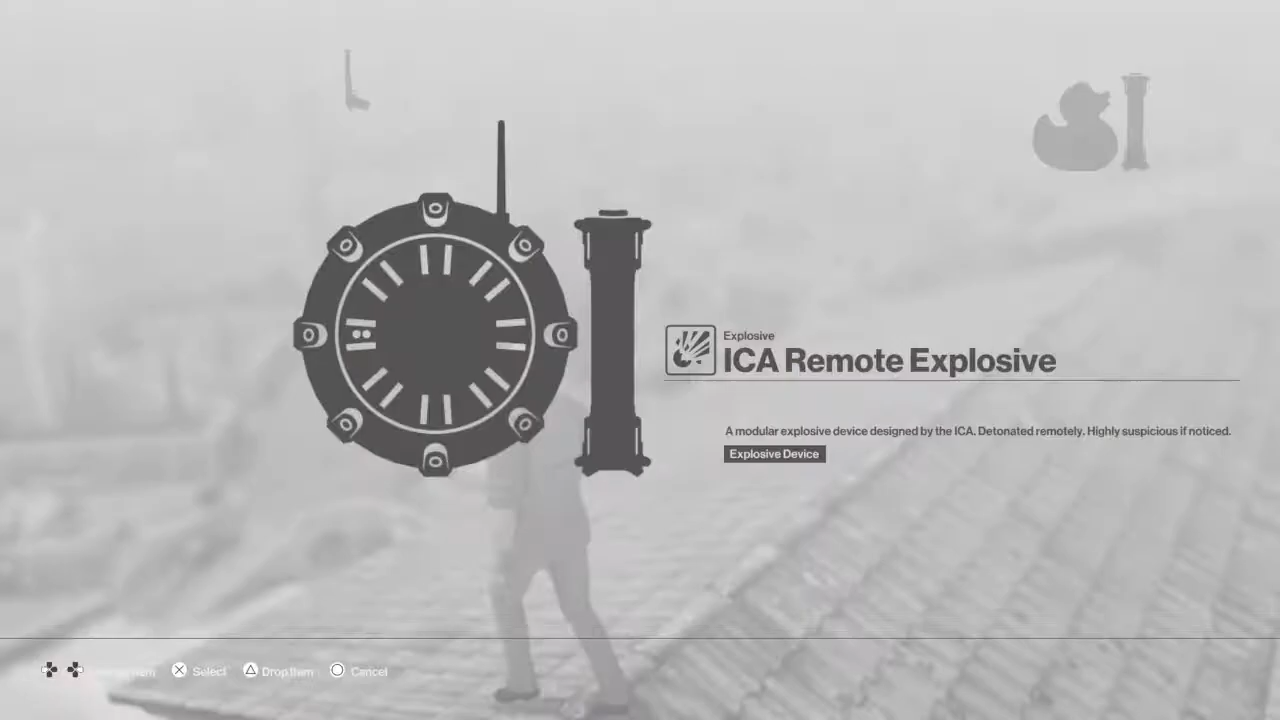 Explosive
ICA Remote Explosive
A modular explosive device designed by the ICA. Detonated remotely. Highly suspicious if noticed.
Explosive Device
Select
Drop Item
Cancel